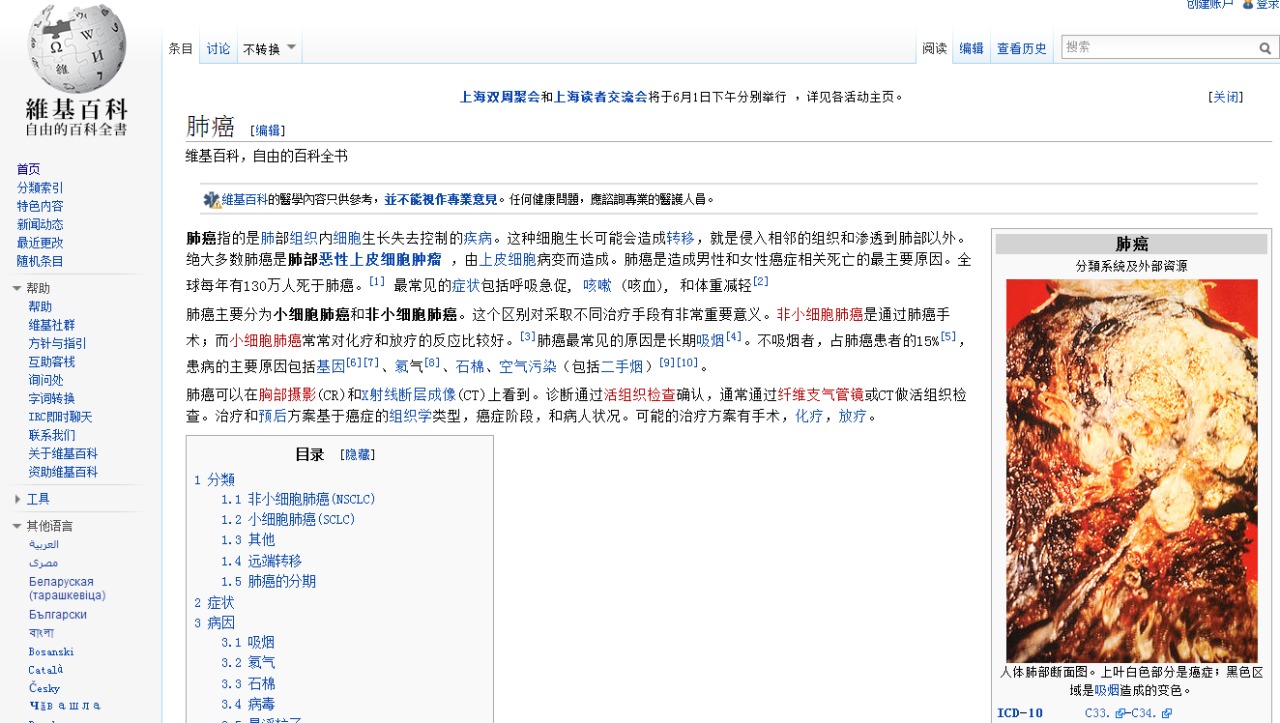 创建账户 登录
維基百科
自由的百科全書
条目 讨论 不转换 阅读 编辑 查看历史 搜索
上海双周聚会和上海读者交流会将于6月1日下午分别举行 ，详见各活动主页。 [关闭]
肺癌 [编辑]
维基百科，自由的百科全书
維基百科的醫學內容只供參考，並不能視作專業意見。任何健康問題，應諮詢專業的醫護人員。
肺癌指的是肺部组织内细胞生长失去控制的疾病。这种细胞生长可能会造成转移，就是侵入相邻的组织和渗透到肺部以外。
绝大多数肺癌是肺部恶性上皮细胞肿瘤 ，由上皮细胞病变而造成。肺癌是造成男性和女性癌症相关死亡的最主要原因。全
球每年有130万人死于肺癌。[1] 最常见的症状包括呼吸急促， 咳嗽（咳血）， 和体重减轻[2]
肺癌主要分为小细胞肺癌和非小细胞肺癌。这个区别对采取不同治疗手段有非常重要意义。非小细胞肺癌是通过肺癌手
术；而小细胞肺癌常常对化疗和放疗的反应比较好。[3]肺癌最常见的原因是长期吸烟[4]。不吸烟者，占肺癌患者的15%[5]，
患病的主要原因包括基因[6][7]、氡气[8]、石棉、空气污染（包括二手烟）[9][10]。
肺癌可以在胸部摄影(CR)和X射线断层成像(CT)上看到。诊断通过活组织检查确认，通常通过纤维支气管镜或CT做活组织检
查。治疗和预后方案基于癌症的组织学类型，癌症阶段，和病人状况。可能的治疗方案有手术，化疗，放疗。
目录 [隐藏]
1 分類
1.1 非小细胞肺癌(NSCLC)
1.2 小细胞肺癌(SCLC)
1.3 其他
1.4 远端转移
1.5 肺癌的分期
2 症状
3 病因
3.1 吸烟
3.2 氡气
3.3 石棉
3.4 病毒
肺癌
分類系統及外部資源
人体肺部断面图。上叶白色部分是癌症；黑色区
域是吸烟造成的变色。
ICD-10 C33.-C34.
首页
分類索引
特色内容
新闻动态
最近更改
随机条目
帮助
帮助
维基社群
方针与指引
互助客栈
询问处
字词转换
IRC即时聊天
联系我们
关于维基百科
资助维基百科
工具
其他语言
العربية
مصرى
Беларуская
(тарашкевіца)
Български
বাংলা
Bosanski
Català
Česky
Чӑвашла